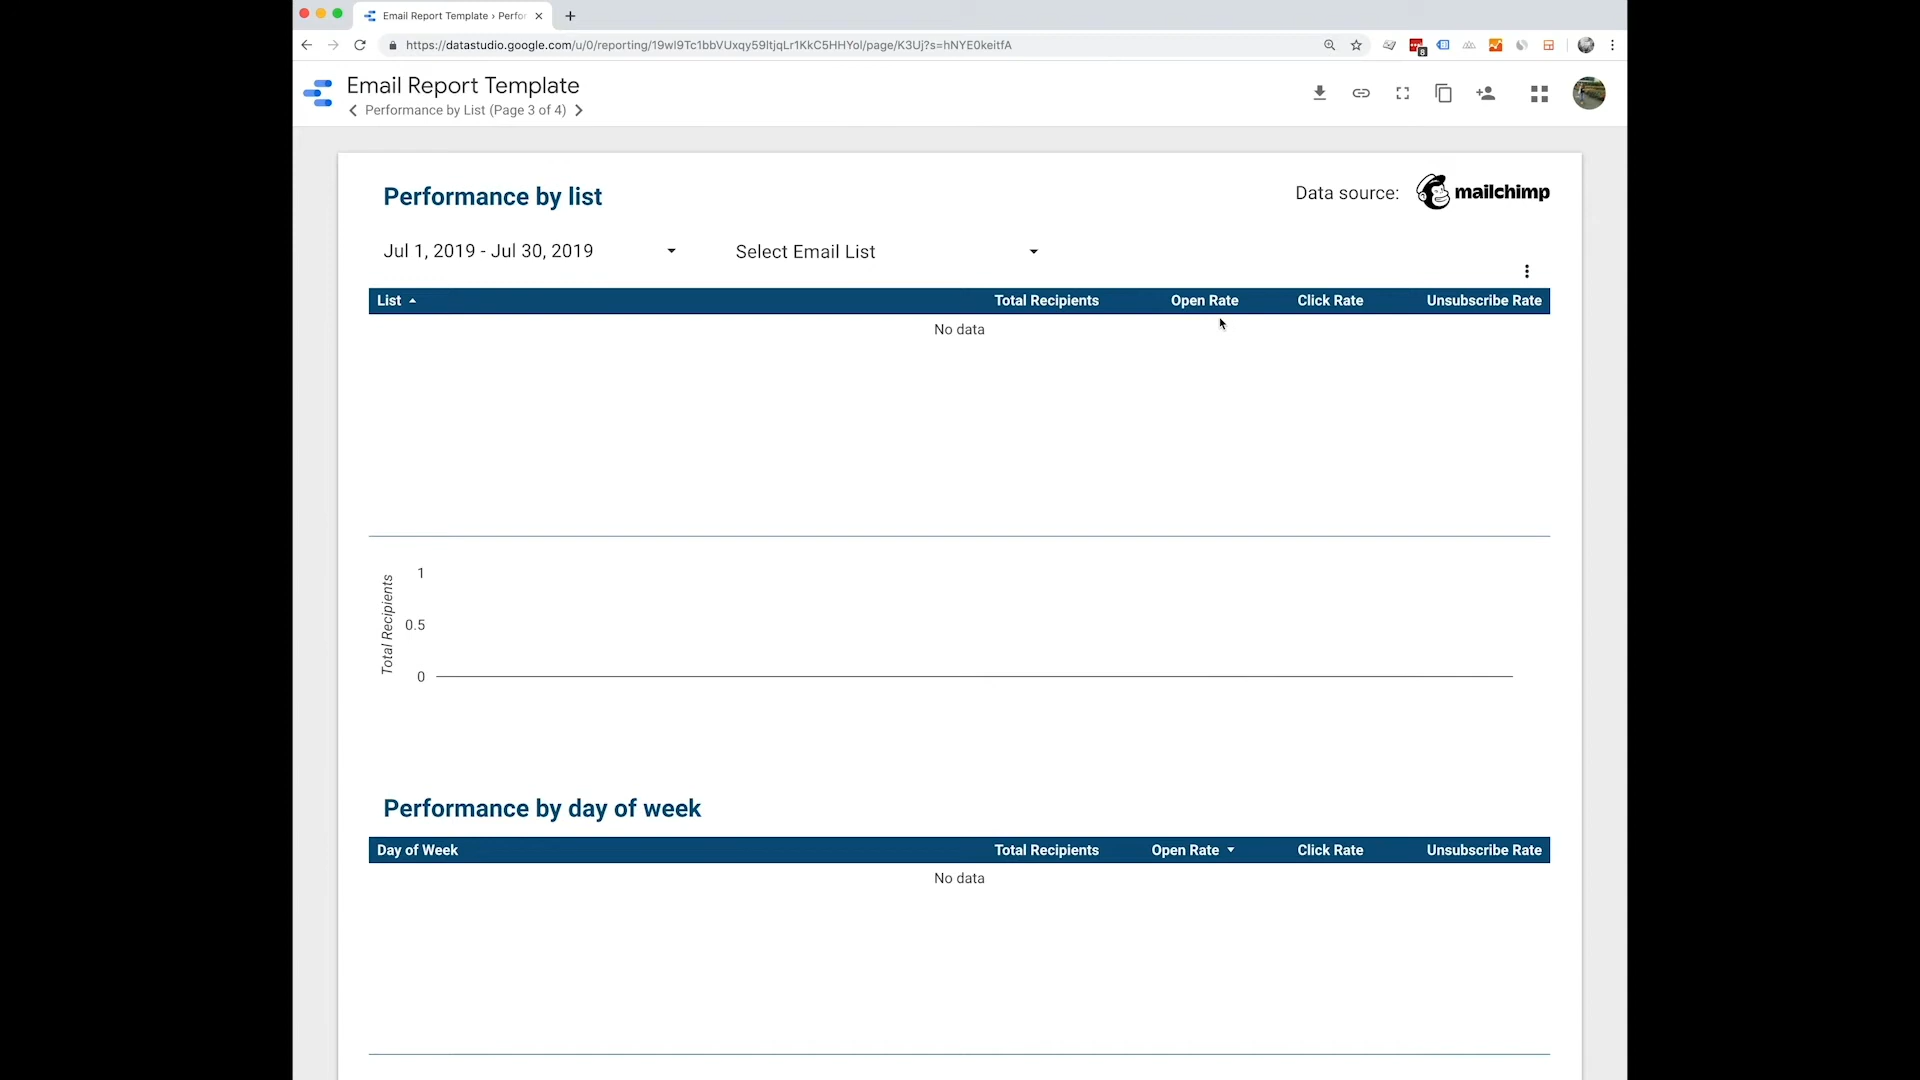 Email Report Template › Perfor
https://datastudio.google.com/u/0/reporting/19wl9Tc1bbVUxqy59ltjqLr1KkC5HHYol/page/K3Uj?s=hNYE0keitfA
8
Email Report Template
Performance by List (Page 3 of 4)
Performance by list
Data source: mailchimp
Jul 1, 2019 - Jul 30, 2019 Select Email List
List Total Recipients Open Rate Click Rate Unsubscribe Rate
No data
Total Recipients
1
0.5
0
Performance by day of week
Day of Week Total Recipients Open Rate Click Rate Unsubscribe Rate
No data